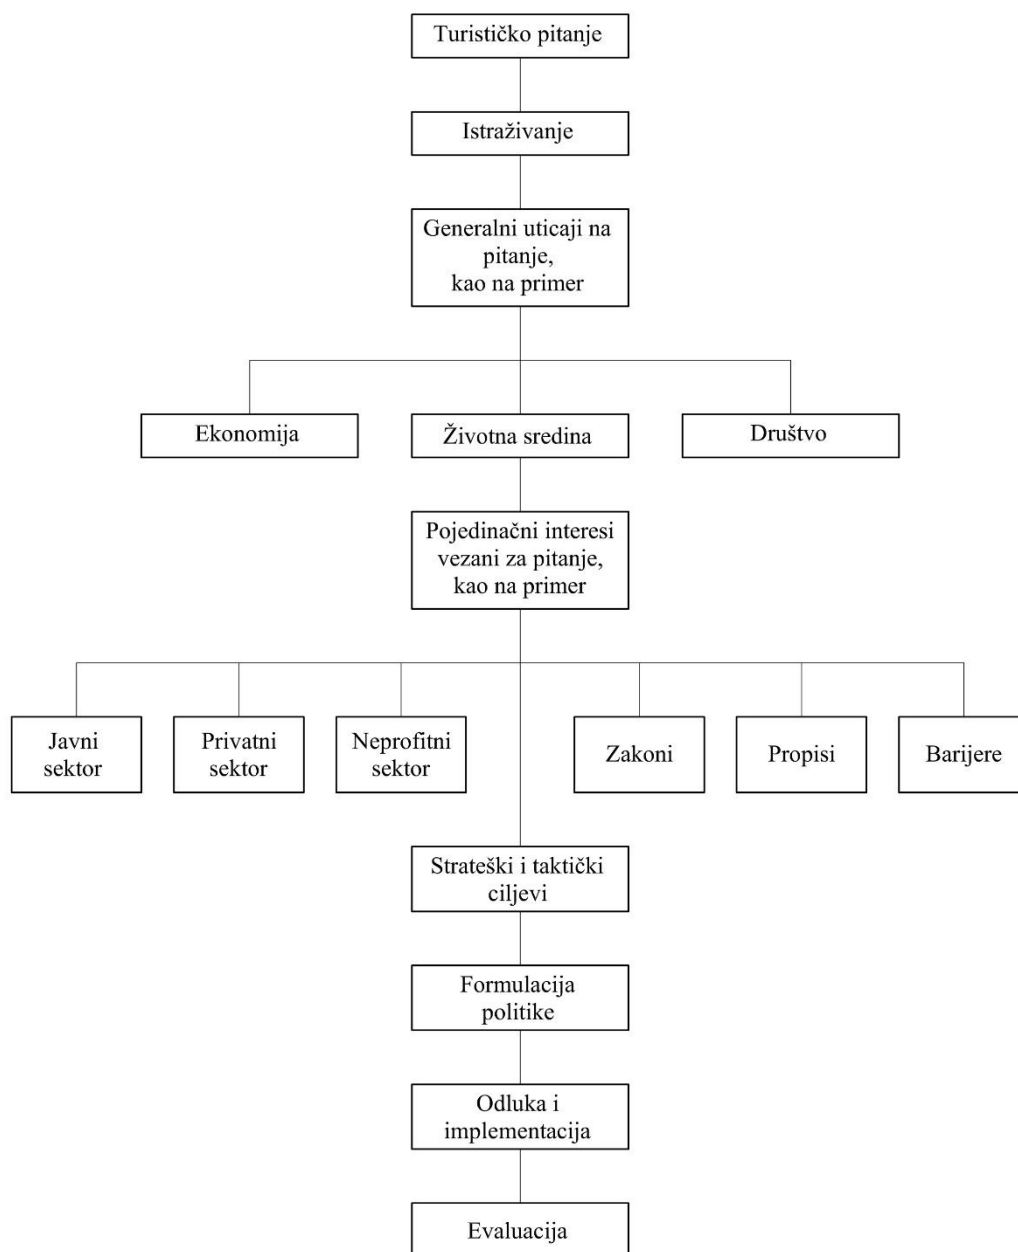 Turističko pitanje
Istraživanje
Generalni uticaji na
pitanje,
kao na primer
Ekonomija
Životna sredina
Društvo
Pojedinačni interesi
vezani za pitanje,
kao na primer
Javni
sektor
Privatni
sektor
Neprofitni
sektor
Zakoni
Propisi
Barijere
Strateški i taktički
ciljevi
Formulacija
politike
Odluka i
implementacija
Evaluacija